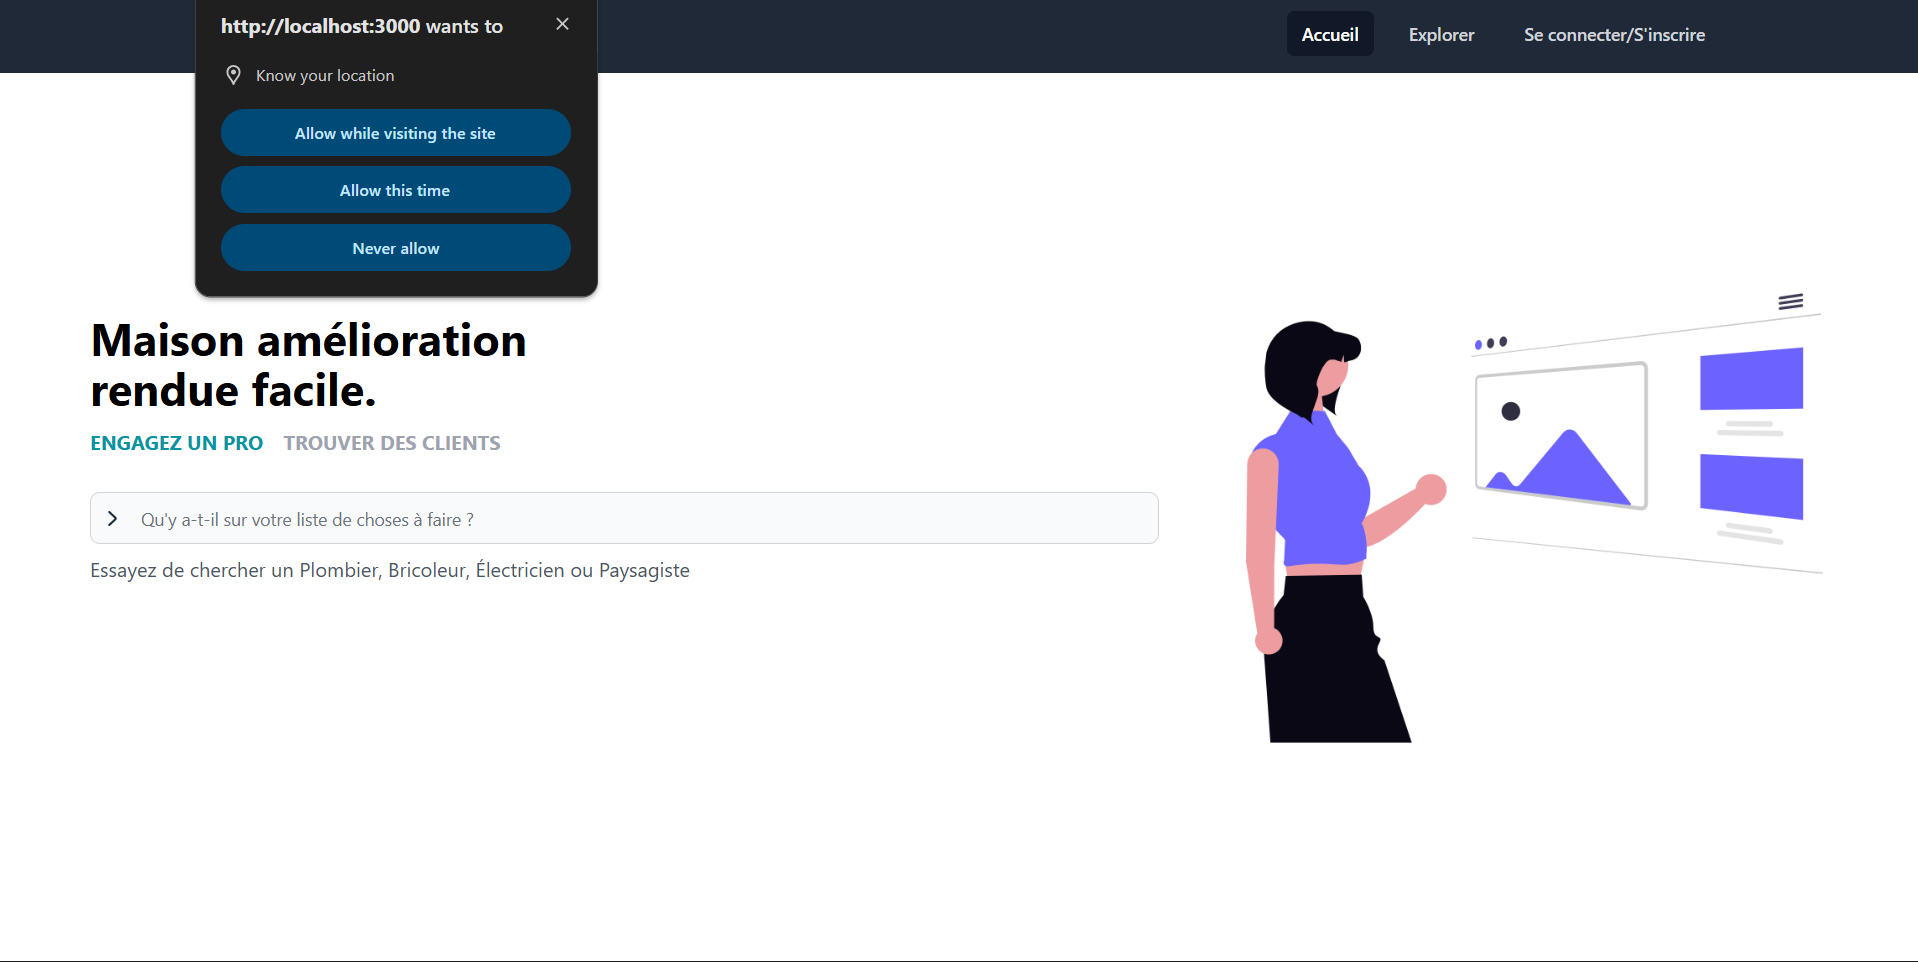 http://localhost:3000 wants to
Know your location
Allow while visiting the site
Allow this time
Never allow
Accueil
Explorer
Se connecter/S'inscrire
Maison amélioration
rendue facile.
ENGAGEZ UN PRO
TROUVER DES CLIENTS
Qu'y a-t-il sur votre liste de choses à faire ?
Essayez de chercher un Plombier, Bricoleur, Électricien ou Paysagiste